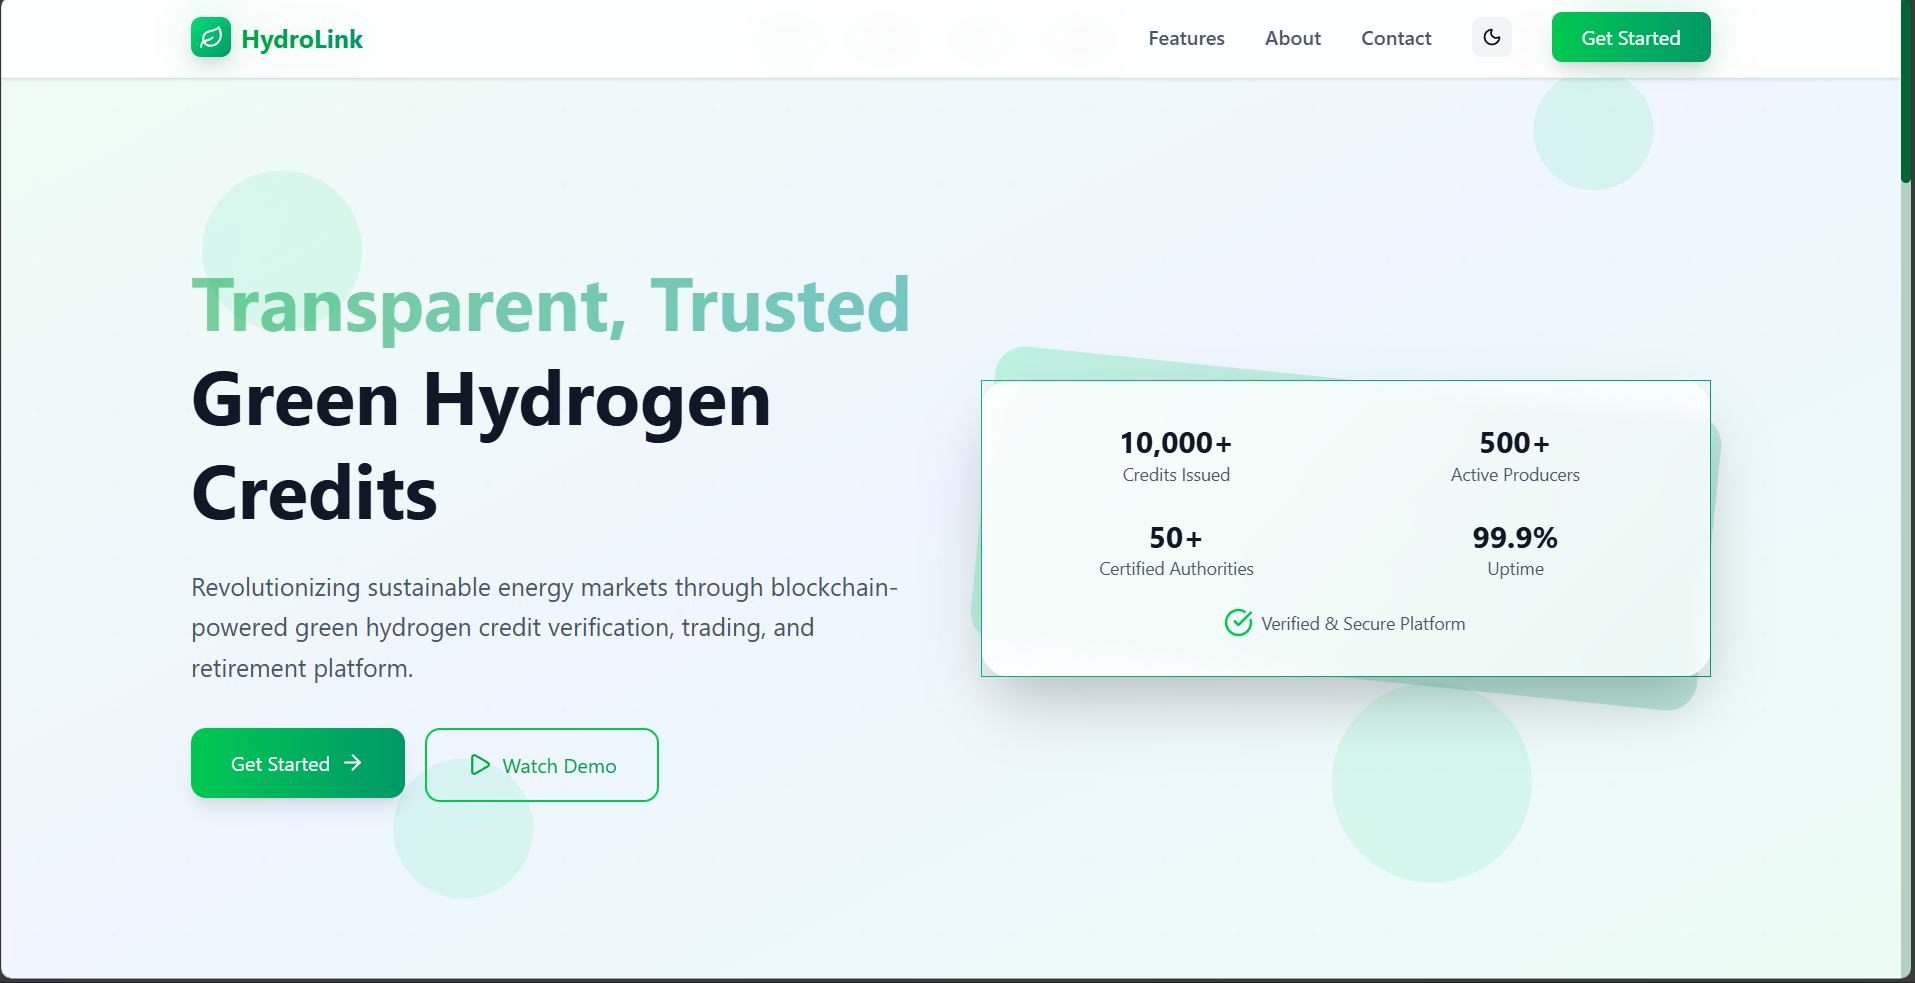 HydroLink
Features
About
Contact
Get Started
Transparent, Trusted
Green Hydrogen
Credits
Revolutionizing sustainable energy markets through blockchain-
powered green hydrogen credit verification, trading, and
retirement platform.
Get Started
Watch Demo
10,000+
Credits Issued
500+
Active Producers
50+
Certified Authorities
99.9%
Uptime
Verified & Secure Platform